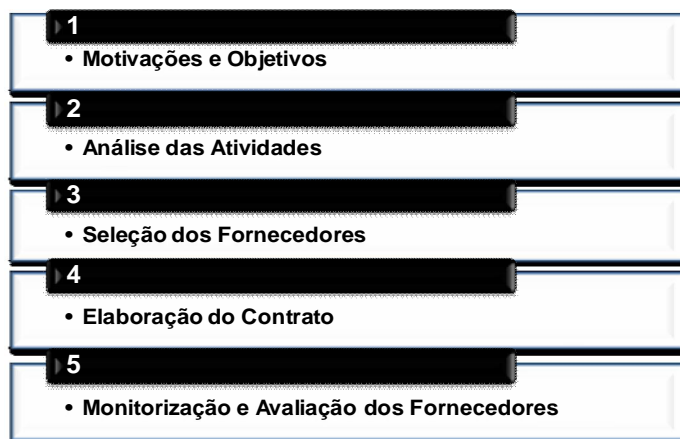 1
• Motivações e Objetivos
2
• Análise das Atividades
3
• Seleção dos Fornecedores
4
• Elaboração do Contrato
5
• Monitorização e Avaliação dos Fornecedores